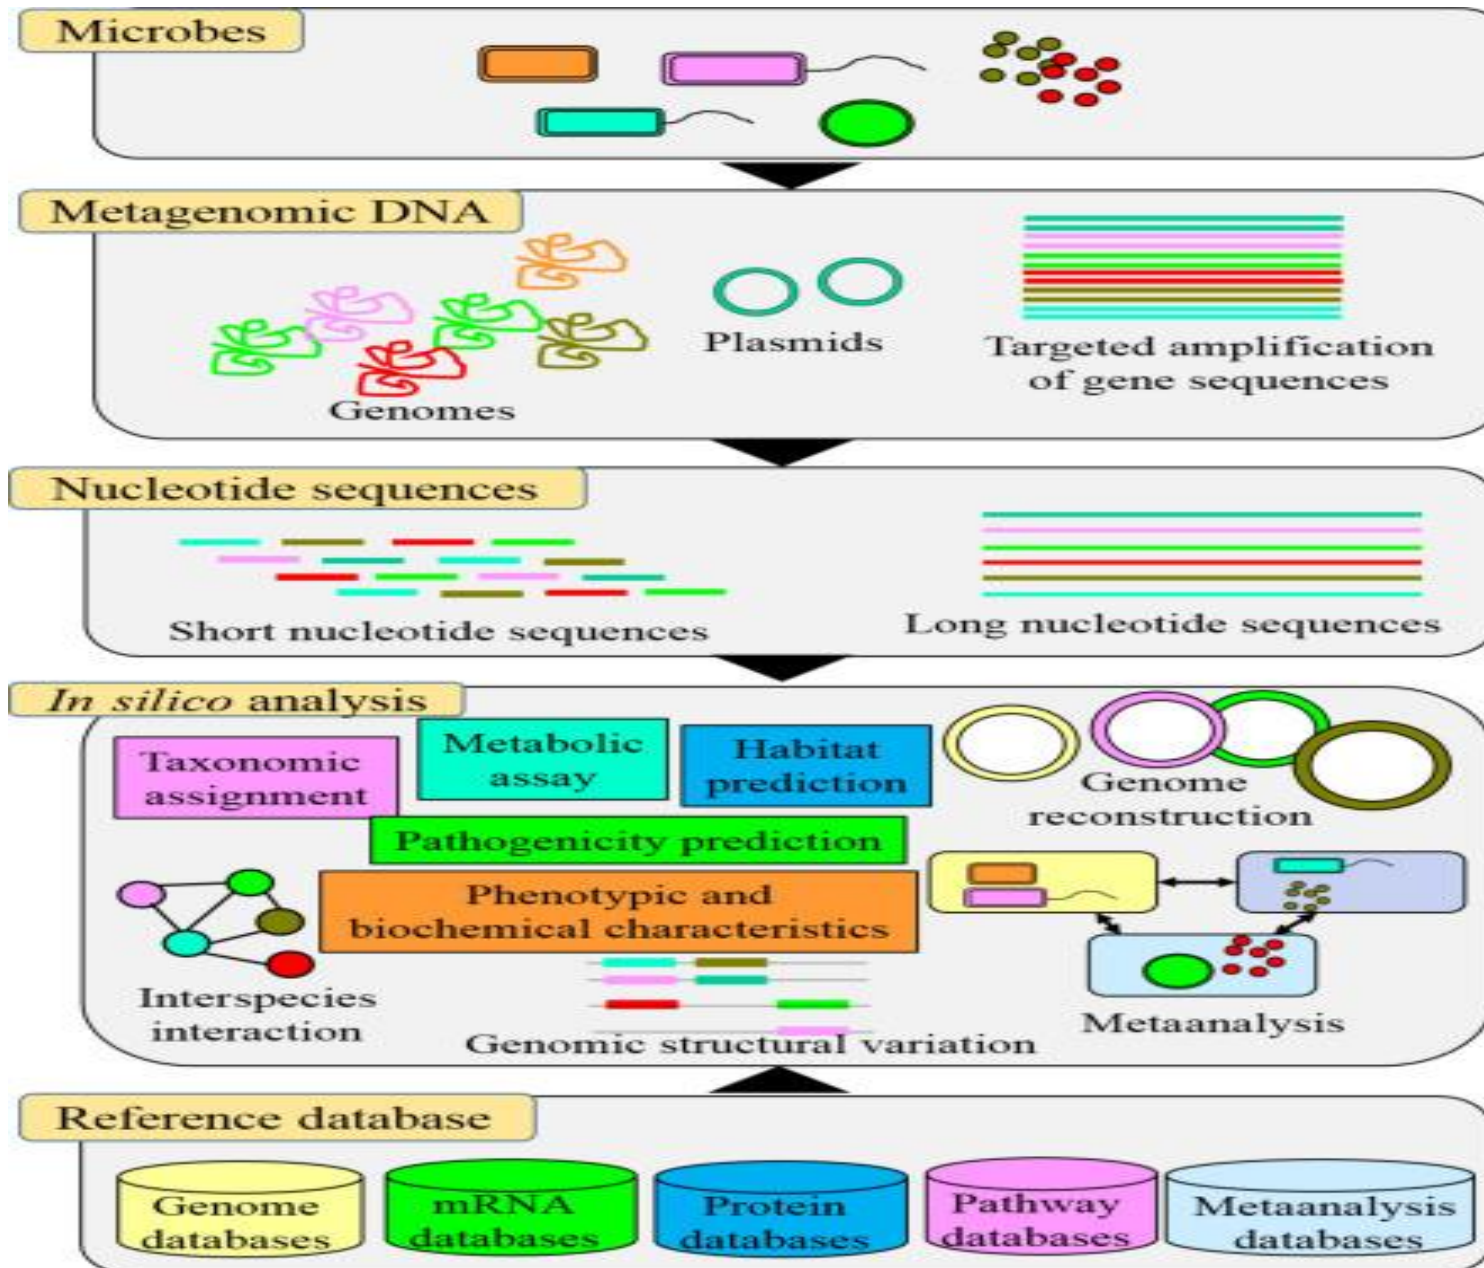 Microbes
Metagenomic DNA
Genomes
Plasmids
Targeted amplification
of gene sequences
Nucleotide sequences
Short nucleotide sequences
Long nucleotide sequences
In silico analysis
Taxonomic
assignment
Metabolic
assay
Habitat
prediction
Genome
reconstruction
Pathogenicity prediction
Phenotypic and
biochemical characteristics
Interspecies
interaction
Genomic structural variation
Metaanalysis
Reference database
Genome
databases
mRNA
databases
Protein
databases
Pathway
databases
Metaanalysis
databases